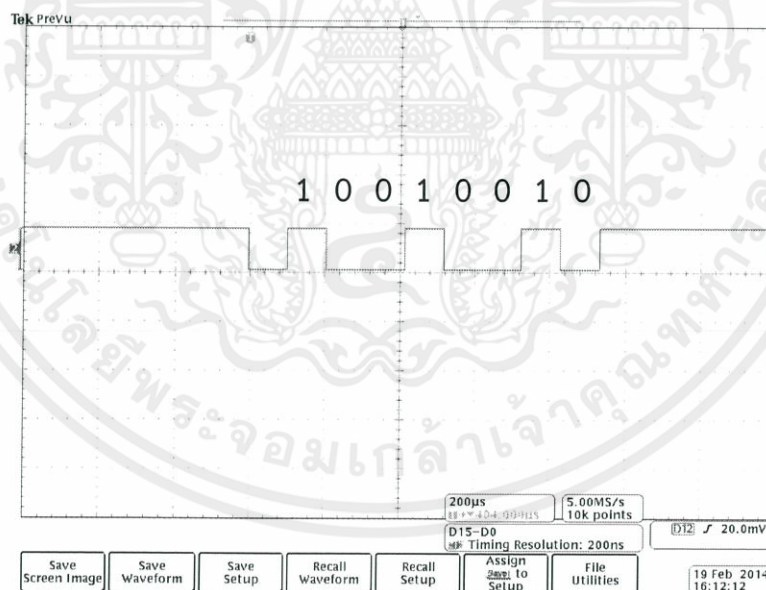 Tek PreVu
1 0 0 1 0 0 1 0
200µs
5.00MS/s
10k points
D15-D0
Timing Resolution: 200ns
D12 ∫ 20.0mV
Save Screen Image
Save Waveform
Save Setup
Recall Waveform
Recall Setup
Assign Save to Setup
File Utilities
19 Feb 2014
16:12:12